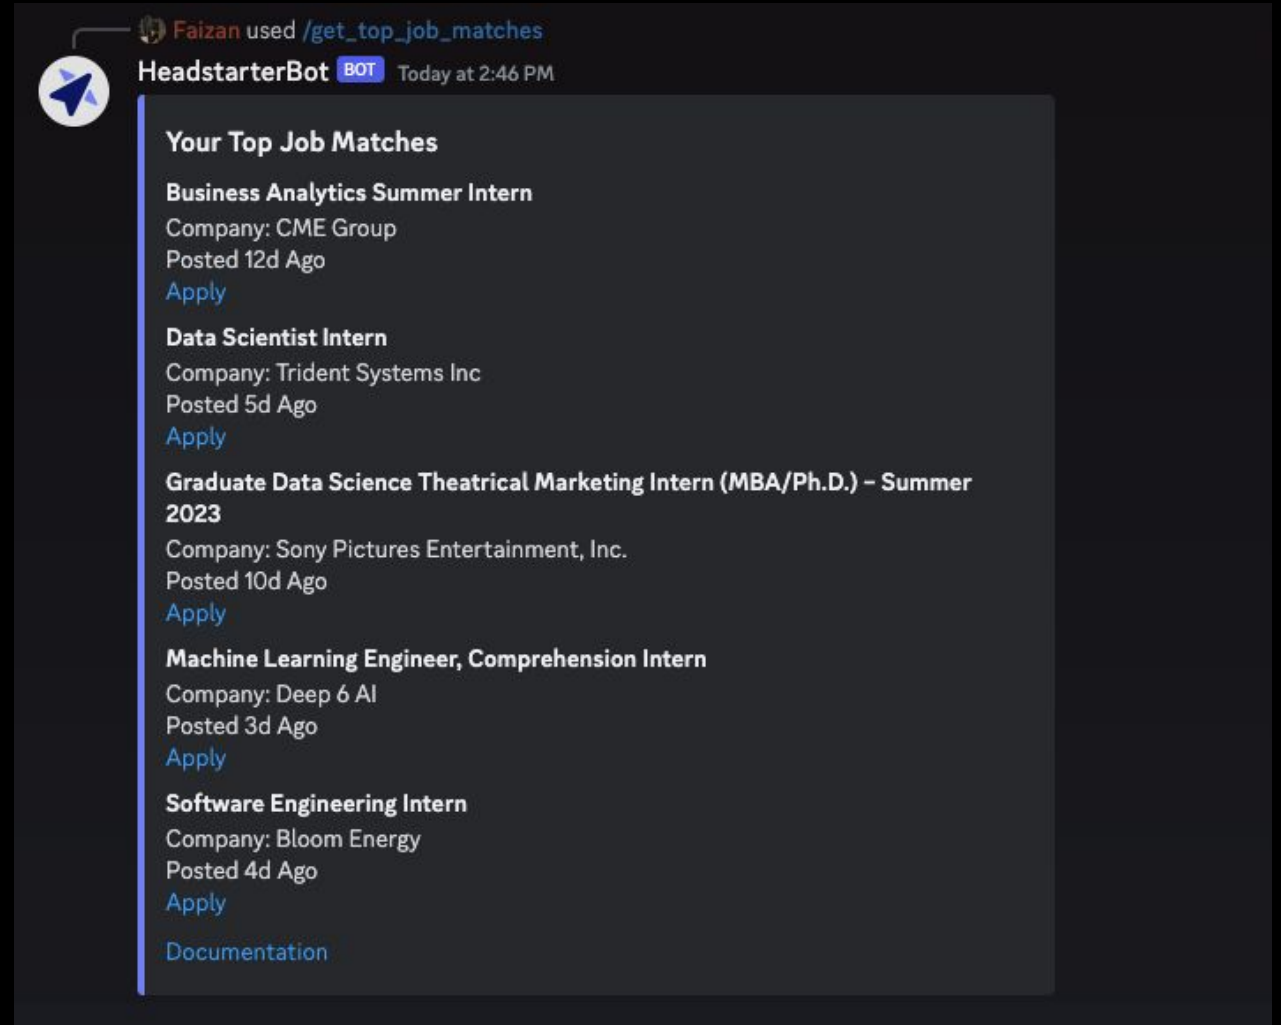 Faizan used /get_top_job_matches
HeadstarterBot BOT Today at 2:46 PM
Your Top Job Matches
Business Analytics Summer Intern
Company: CME Group
Posted 12d Ago
Apply
Data Scientist Intern
Company: Trident Systems Inc
Posted 5d Ago
Apply
Graduate Data Science Theatrical Marketing Intern (MBA/Ph.D.) – Summer
2023
Company: Sony Pictures Entertainment, Inc.
Posted 10d Ago
Apply
Machine Learning Engineer, Comprehension Intern
Company: Deep 6 AI
Posted 3d Ago
Apply
Software Engineering Intern
Company: Bloom Energy
Posted 4d Ago
Apply
Documentation